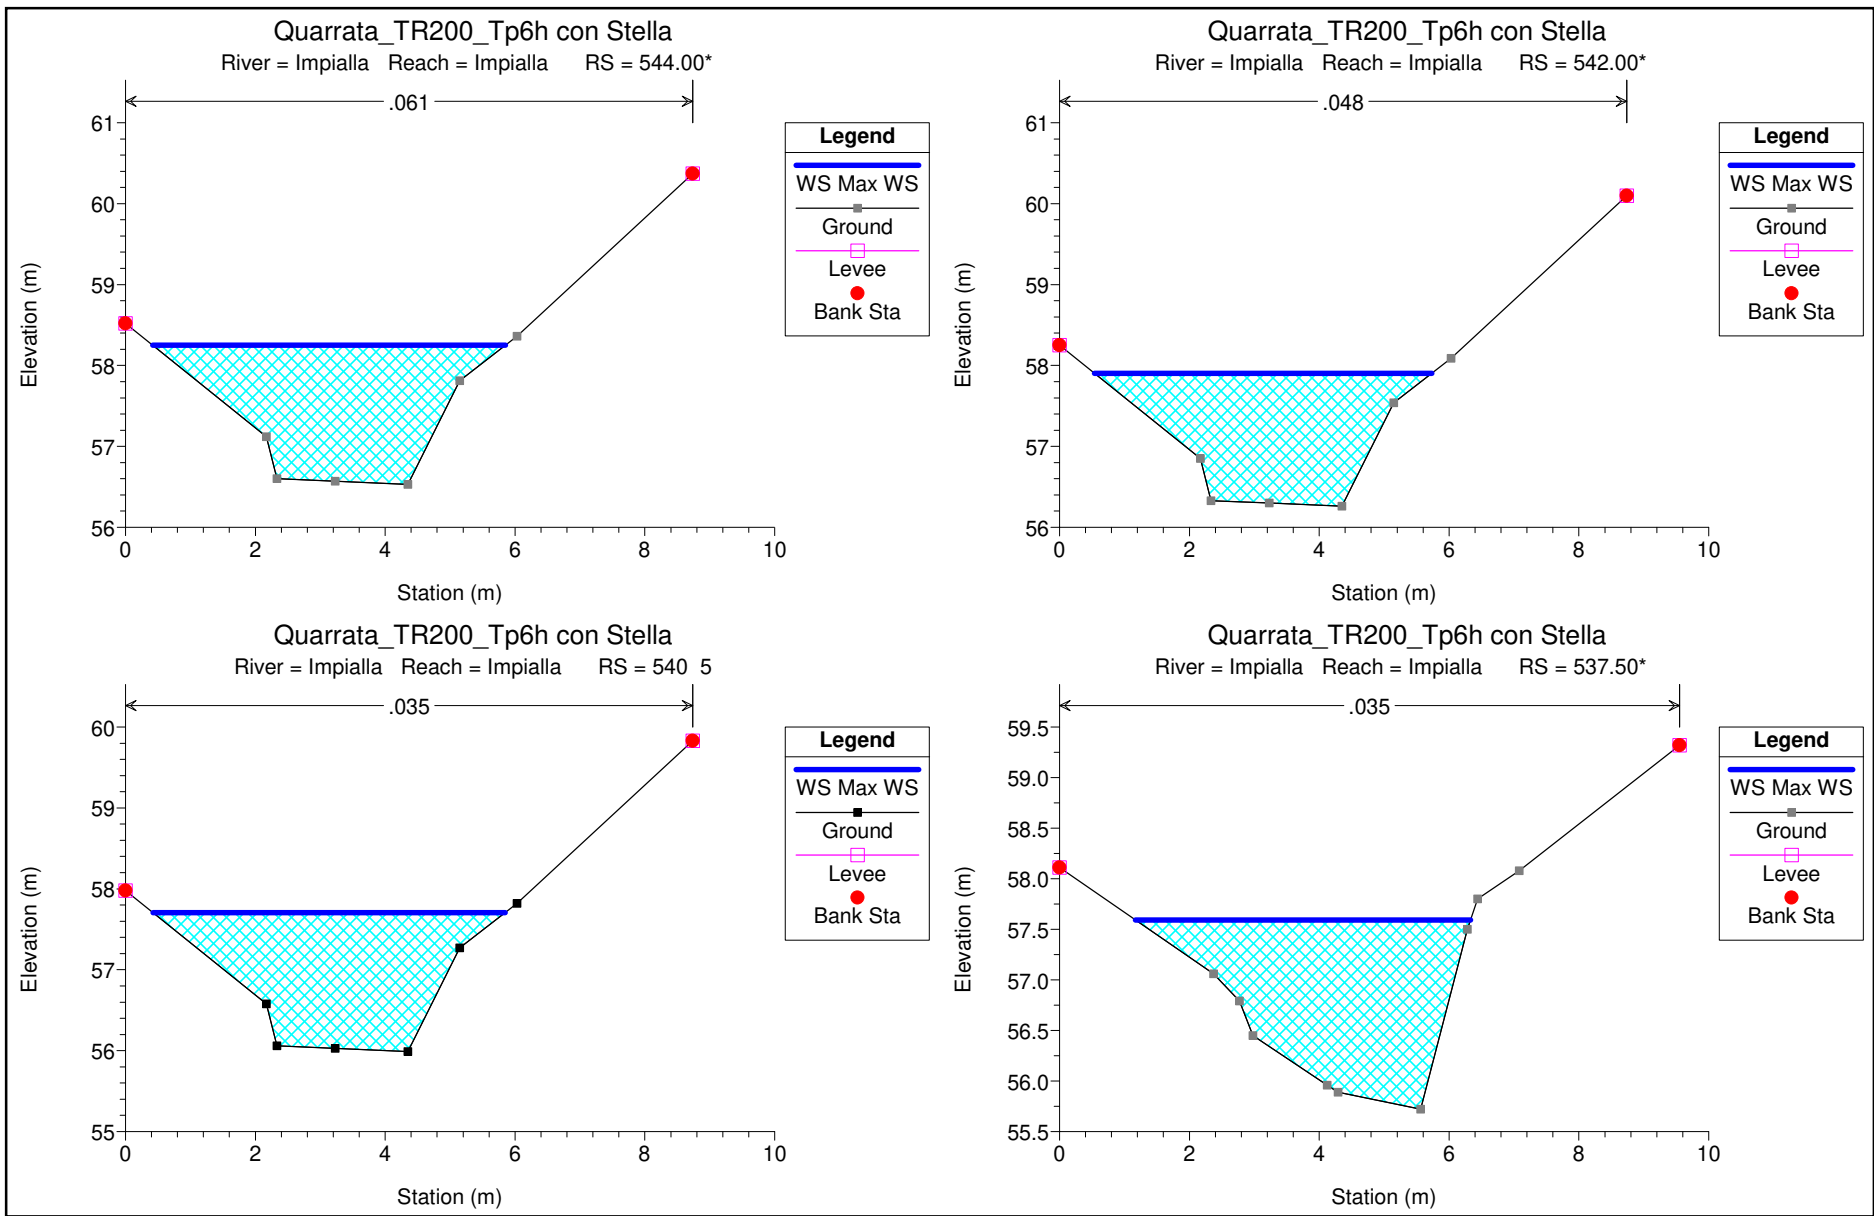 Quarrata_TR200_Tp6h con Stella
River = Impialla Reach = Impialla RS = 544.00*
.061
61
60
59
58
57
56
0 2 4 6 8 10
Elevation (m)
Station (m)
Legend
WS Max WS
Ground
Levee
Bank Sta
Quarrata_TR200_Tp6h con Stella
River = Impialla Reach = Impialla RS = 542.00*
.048
61
60
59
58
57
56
0 2 4 6 8 10
Elevation (m)
Station (m)
Legend
WS Max WS
Ground
Levee
Bank Sta
Quarrata_TR200_Tp6h con Stella
River = Impialla Reach = Impialla RS = 540 5
.035
60
59
58
57
56
55
0 2 4 6 8 10
Elevation (m)
Station (m)
Legend
WS Max WS
Ground
Levee
Bank Sta
Quarrata_TR200_Tp6h con Stella
River = Impialla Reach = Impialla RS = 537.50*
.035
59.5
59.0
58.5
58.0
57.5
57.0
56.5
56.0
55.5
0 2 4 6 8 10
Elevation (m)
Station (m)
Legend
WS Max WS
Ground
Levee
Bank Sta